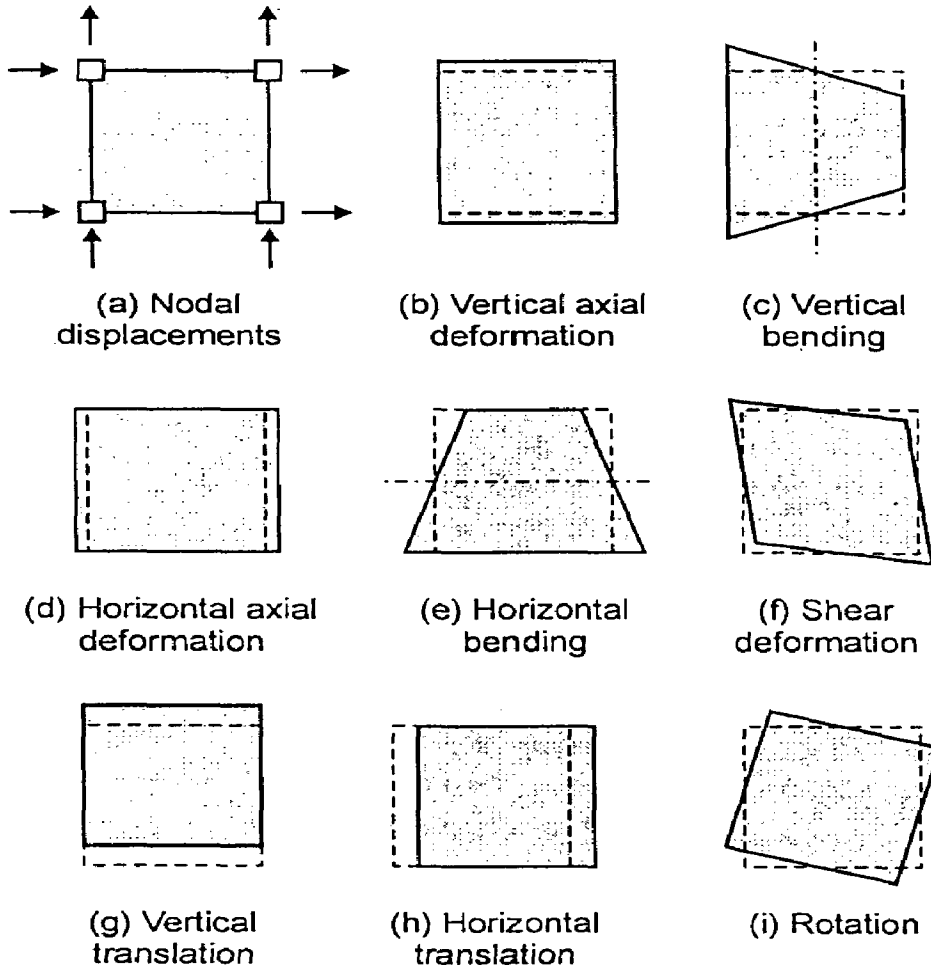 (a) Nodal
displacements
(b) Vertical axial
deformation
(c) Vertical
bending
(d) Horizontal axial
deformation
(e) Horizontal
bending
(f) Shear
deformation
(g) Vertical
translation
(h) Horizontal
translation
(i) Rotation